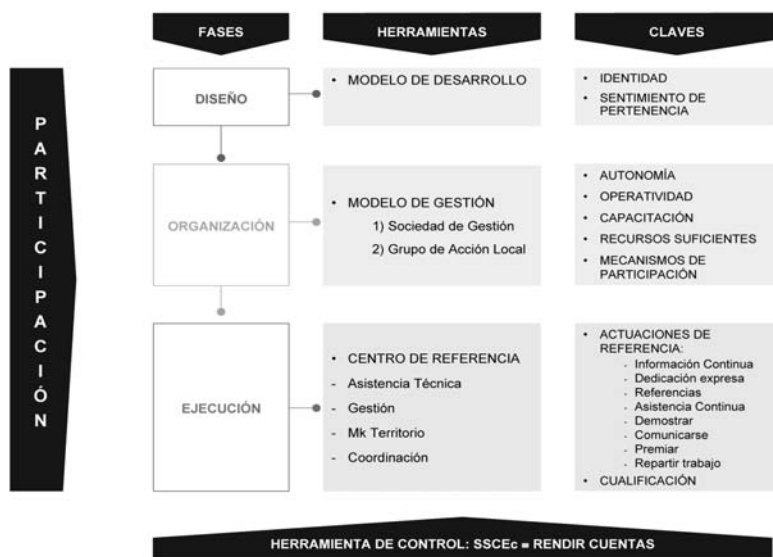 FASES
HERRAMIENTAS
CLAVES
PARTICIPACIÓN
DISEÑO
• MODELO DE DESARROLLO
• IDENTIDAD
• SENTIMIENTO DE
PERTENENCIA
ORGANIZACIÓN
• MODELO DE GESTIÓN
1) Sociedad de Gestión
2) Grupo de Acción Local
• AUTONOMÍA
• OPERATIVIDAD
• CAPACITACIÓN
• RECURSOS SUFICIENTES
• MECANISMOS DE
PARTICIPACIÓN
EJECUCIÓN
• CENTRO DE REFERENCIA
- Asistencia Técnica
- Gestión
- Mk Territorio
- Coordinación
• ACTUACIONES DE
REFERENCIA:
- Información Continua
- Dedicación expresa
- Referencias
- Asistencia Continua
- Demostrar
- Comunicarse
- Premiar
- Repartir trabajo
• CUALIFICACIÓN
HERRAMIENTA DE CONTROL: SSCEc = RENDIR CUENTAS